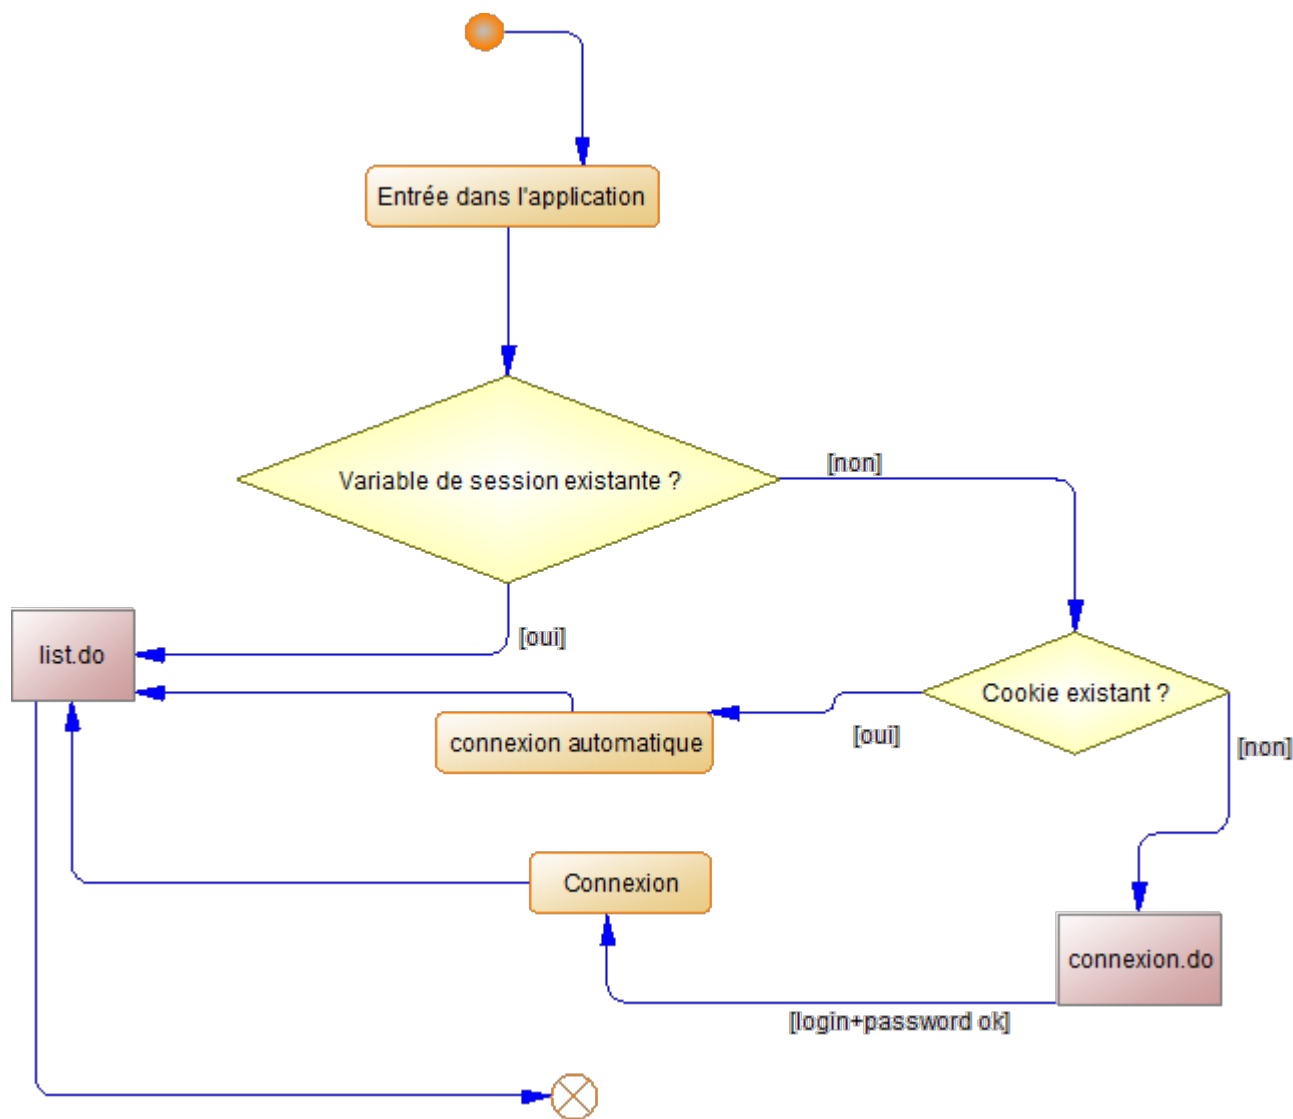 Entrée dans l'application
Variable de session existante ?
[non]
[oui]
list.do
Cookie existant ?
connexion automatique
[oui]
[non]
Connexion
connexion.do
[login+password ok]